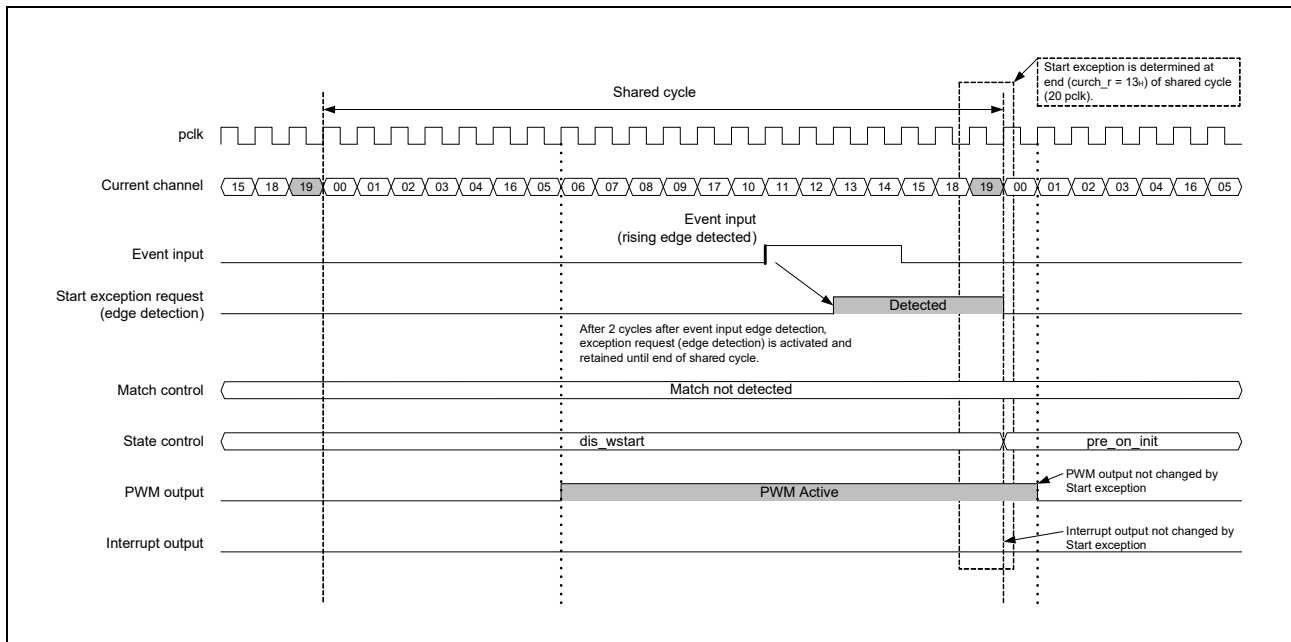 Start exception is determined at
end (curch_r = 13H) of shared cycle
(20 pclk).
Shared cycle
pclk
Current channel
15 18 19 00 01 02 03 04 16 05 06 07 08 09 17 10 11 12 13 14 15 18 19 00 01 02 03 04 16 05
Event input
(rising edge detected)
Event input
Start exception request
(edge detection)
Detected
After 2 cycles after event input edge detection,
exception request (edge detection) is activated and
retained until end of shared cycle.
Match control
Match not detected
State control
dis_wstart
pre_on_init
PWM output
PWM Active
PWM output not changed by
Start exception
Interrupt output
Interrupt output not changed by
Start exception